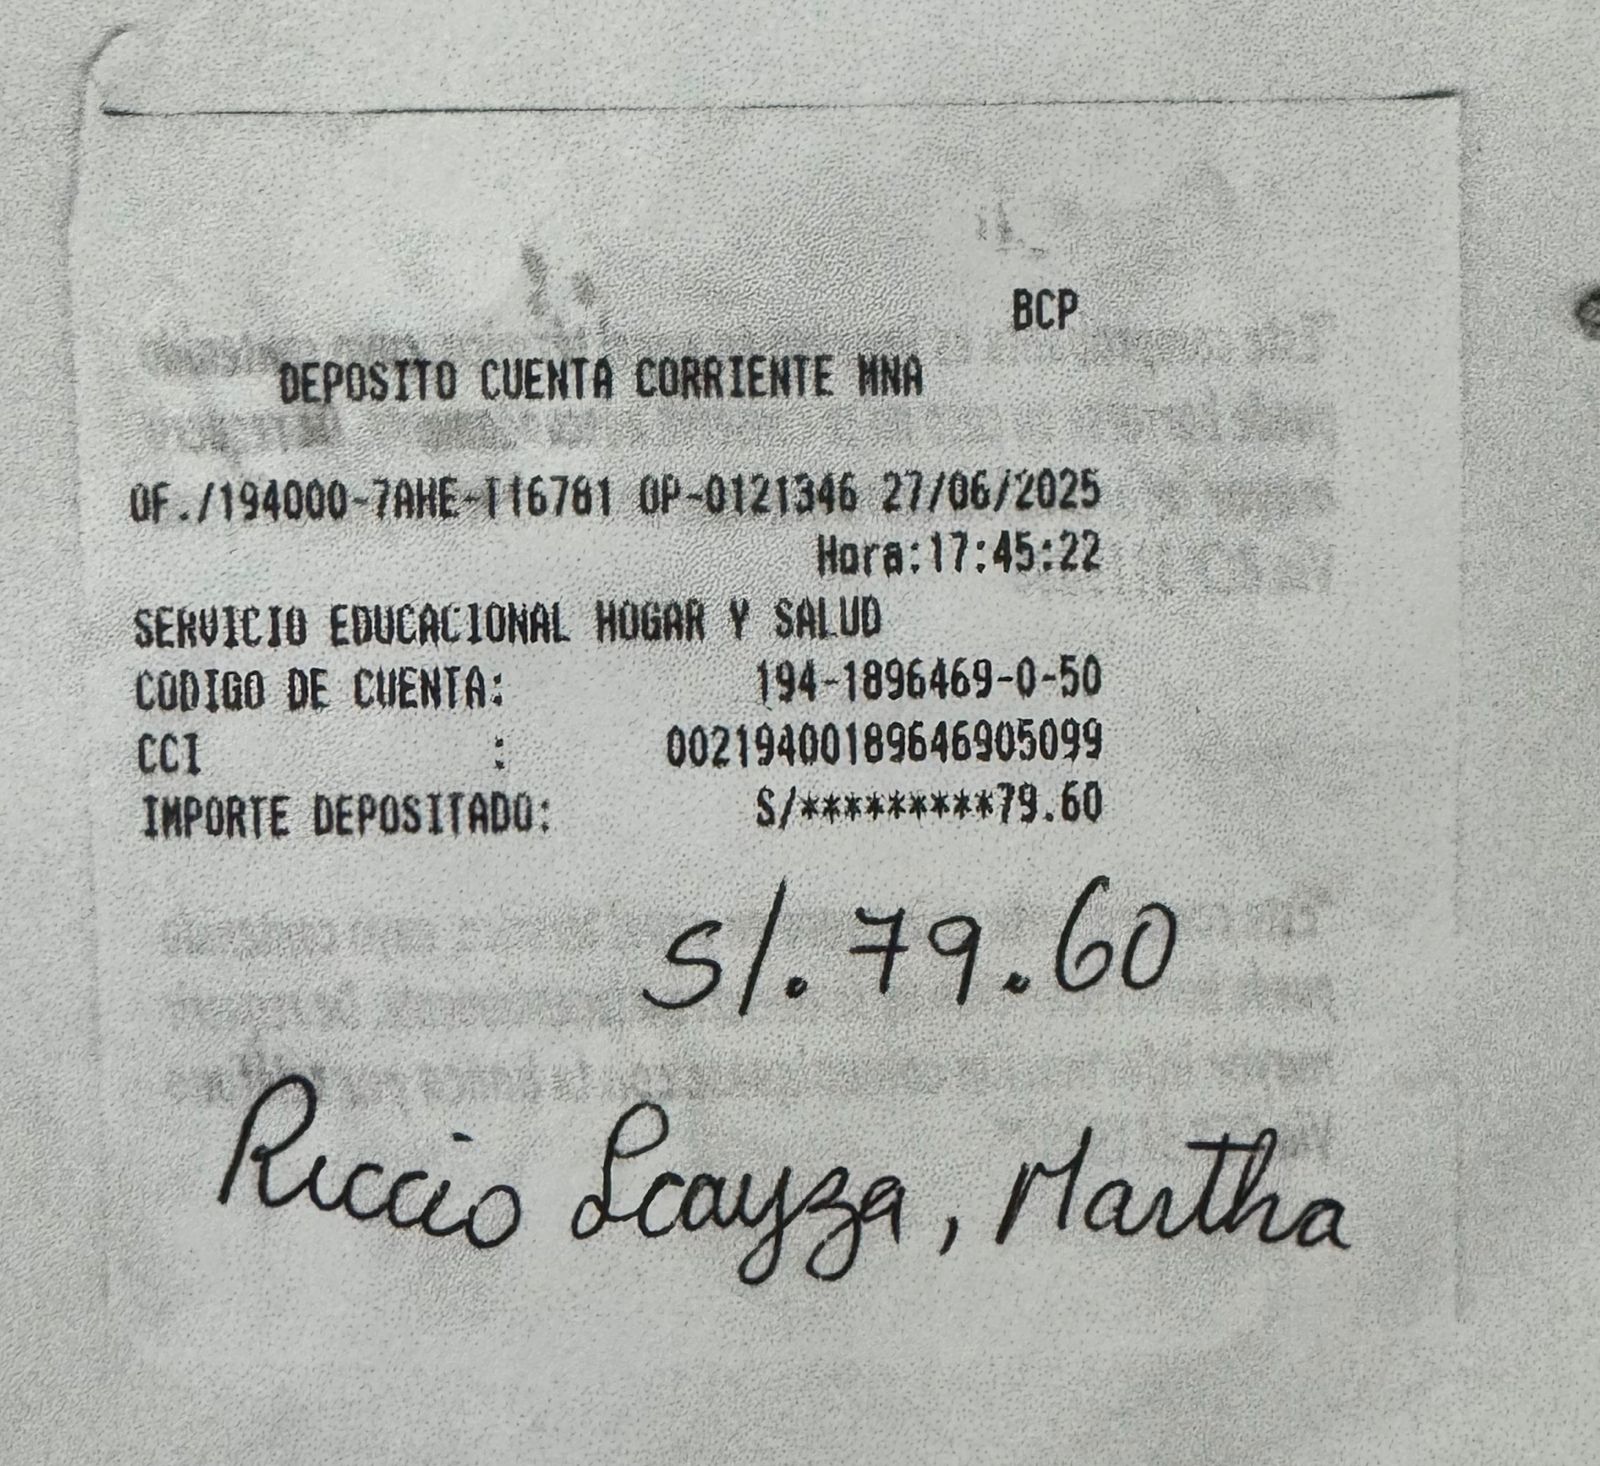 BCP
DEPOSITO CUENTA CORRIENTE MNA
OF./194000-7AHE-T16781 OP-0121346 27/06/2025
Hora:17:45:22
SERVICIO EDUCACIONAL HOGAR Y SALUD
CODIGO DE CUENTA: 194-1896469-0-50
CCI : 00219400189646905099
IMPORTE DEPOSITADO: S/*********79.60
S/. 79.60
Riccio Lcayza, Martha